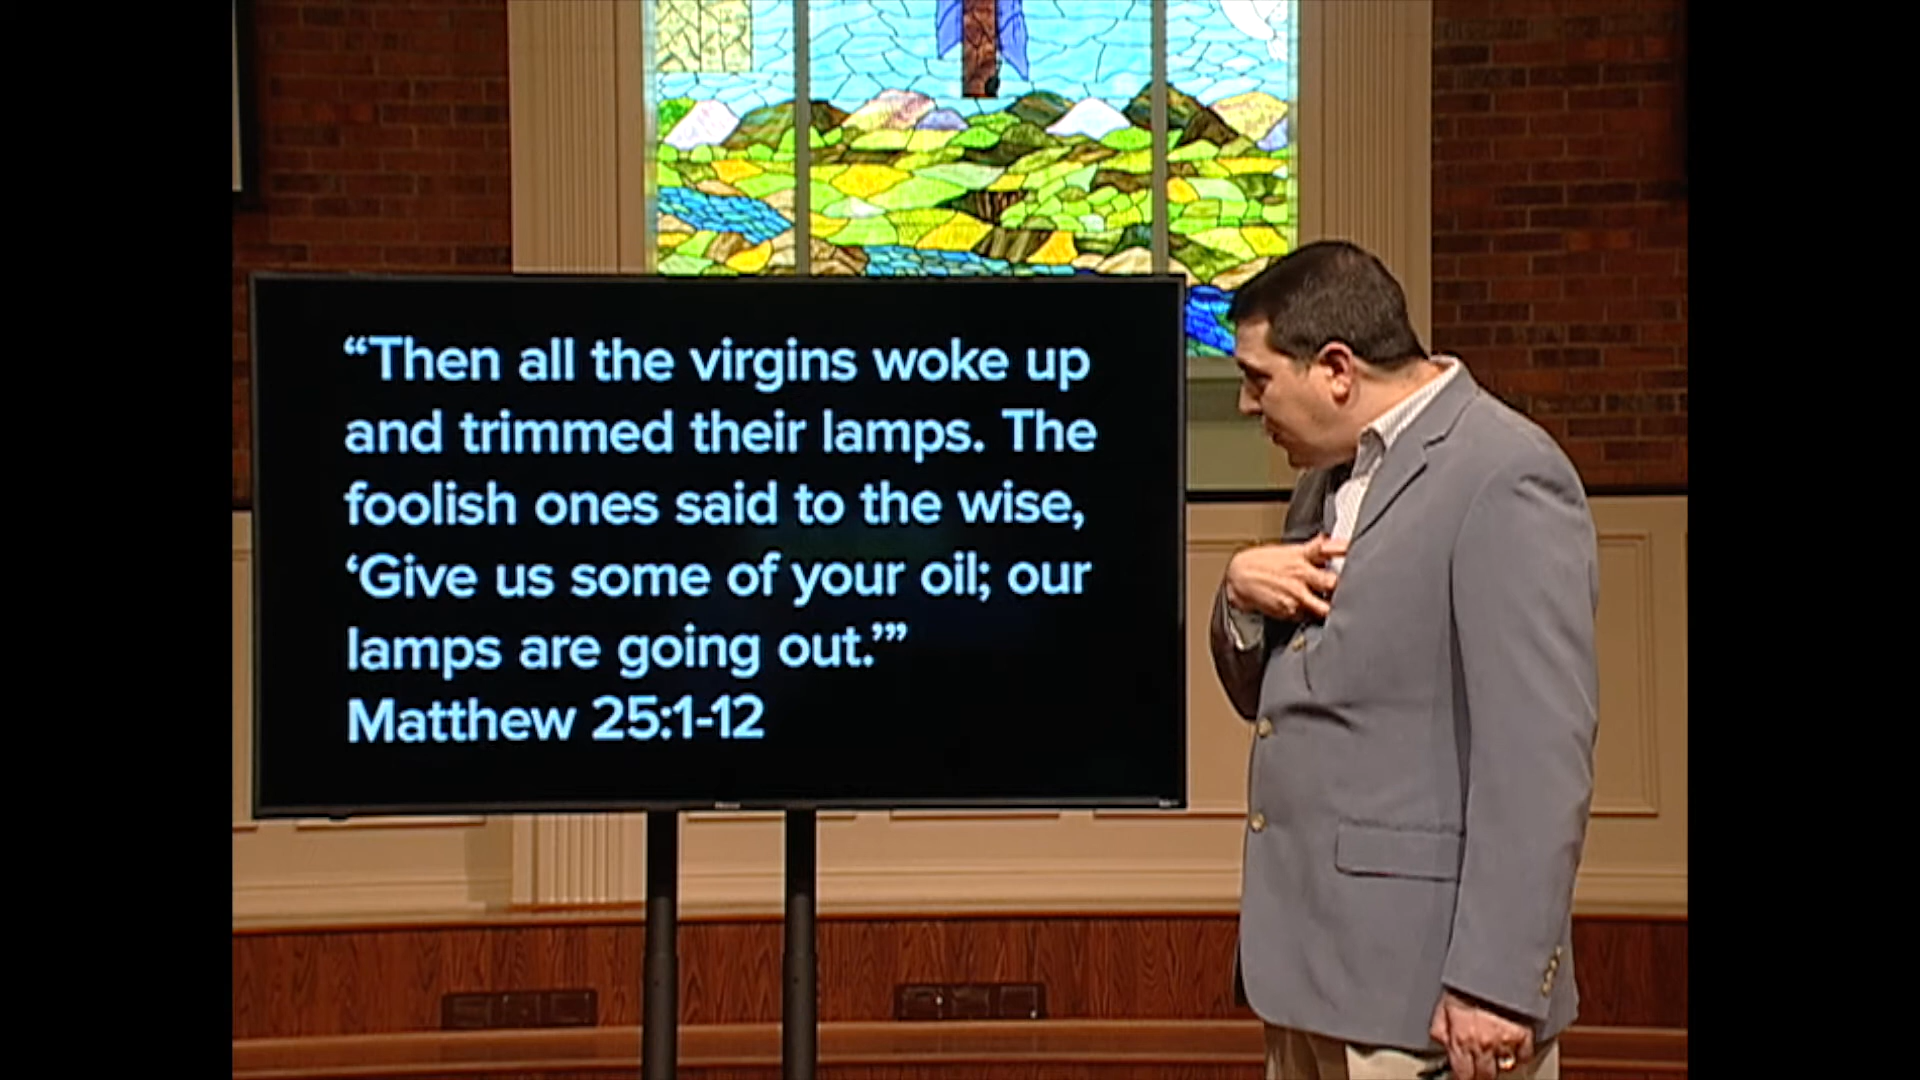 “Then all the virgins woke up
and trimmed their lamps. The
foolish ones said to the wise,
‘Give us some of your oil; our
lamps are going out.’”
Matthew 25:1-12